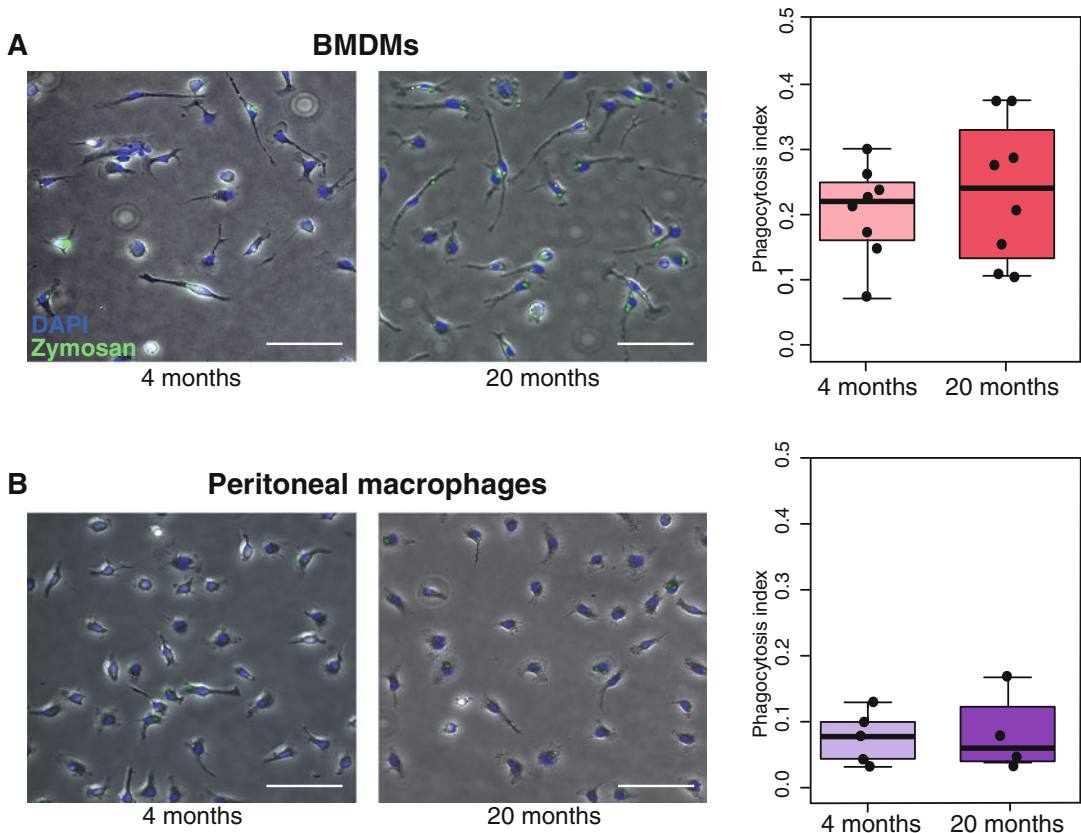 A
BMDMs
DAPI
Zymosan
4 months
20 months
Phagocytosis index
0.5
0.4
0.3
0.2
0.1
0.0
4 months
20 months
B
Peritoneal macrophages
4 months
20 months
Phagocytosis index
0.5
0.4
0.3
0.2
0.1
0.0
4 months
20 months